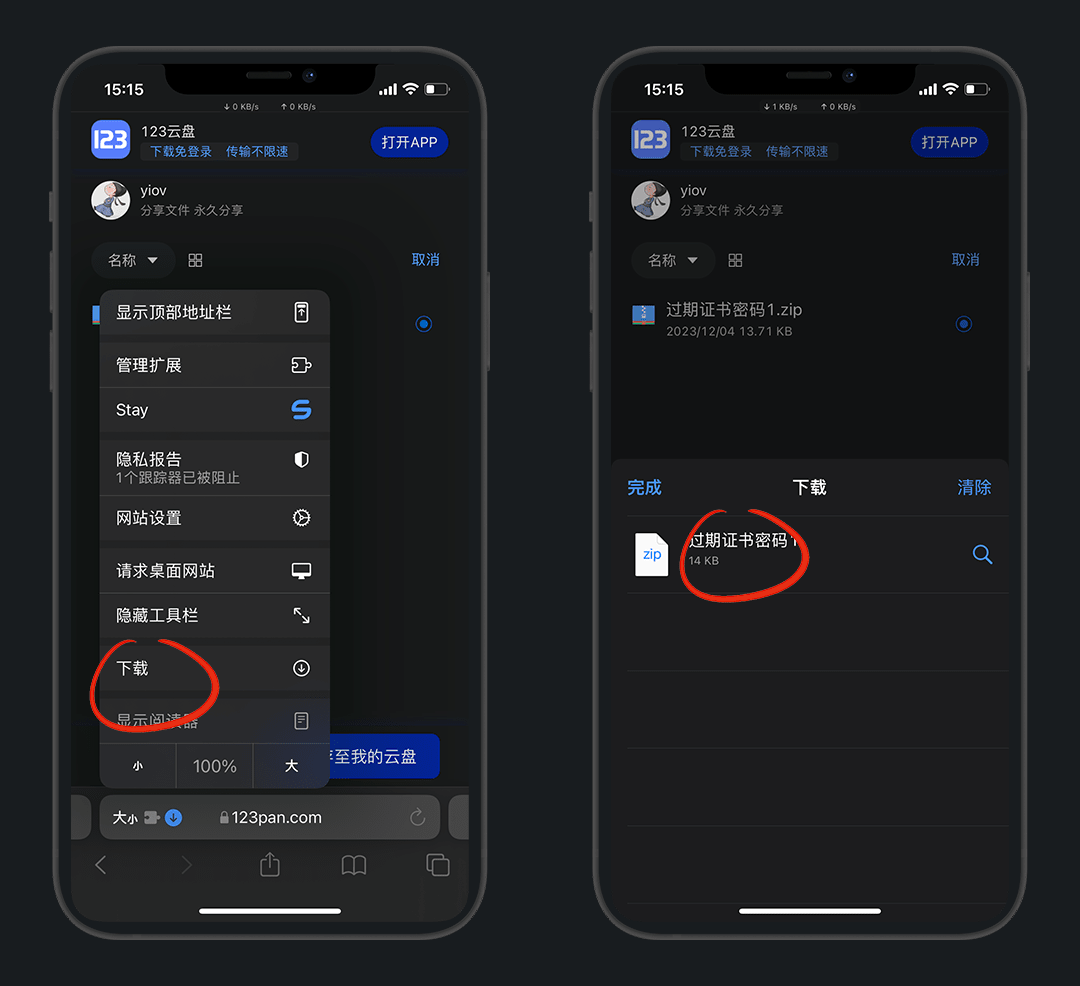 15:15
↓ 0 KB/s ↑ 0 KB/s
123
123云盘
下载免登录 传输不限速
打开APP
yiov
分享文件 永久分享
名称
取消
显示顶部地址栏
管理扩展
Stay
隐私报告
1个跟踪器已被阻止
网站设置
请求桌面网站
隐藏工具栏
下载
显示阅读器
至我的云盘
小 100% 大
大小 123pan.com
15:15
↓ 1 KB/s ↑ 0 KB/s
123
123云盘
下载免登录 传输不限速
打开APP
yiov
分享文件 永久分享
名称
取消
过期证书密码1.zip
2023/12/04 13.71 KB
完成 下载 清除
zip
过期证书密码1
14 KB